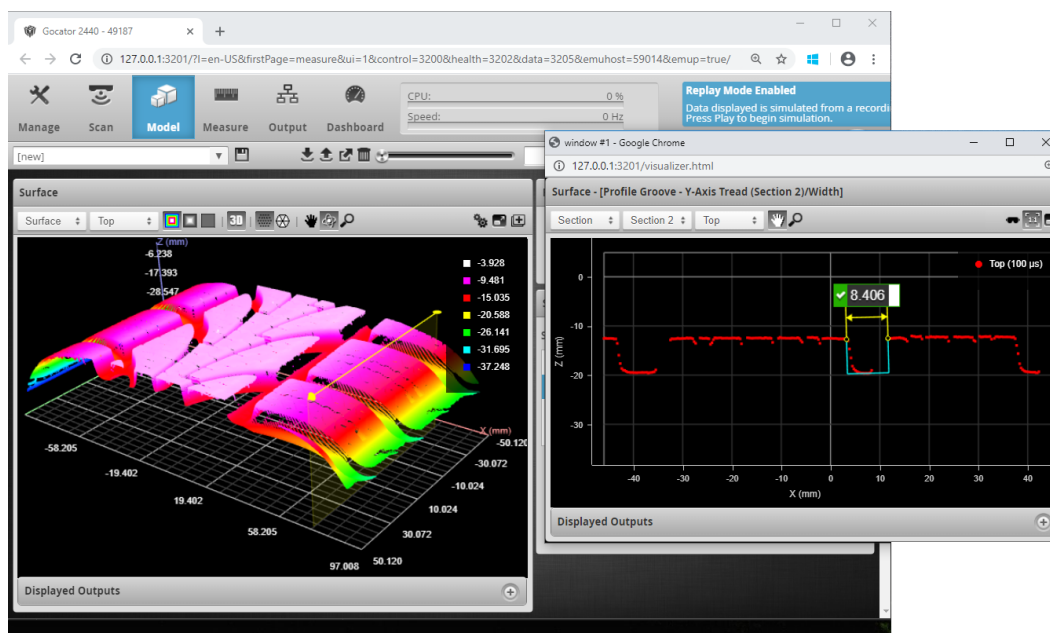 Gocator 2440 - 49187
127.0.0.1:3201/?l=en-US&firstPage=measure&ui=1&control=3200&health=3202&data=3205&emuhost=59014&emup=true/
Manage
Scan
Model
Measure
Output
Dashboard
CPU: 0 %
Speed: 0 Hz
Replay Mode Enabled
Data displayed is simulated from a recordi
Press Play to begin simulation.
[new]
Surface
Surface
Top
3D
Z (mm)
-6.238
-17.393
-28.547
-3.928
-9.481
-15.035
-20.588
-26.141
-31.695
-37.248
X (mm)
-50.120
-30.072
-10.024
10.024
30.072
50.120
-58.205
-19.402
19.402
58.205
97.008
Displayed Outputs
window #1 - Google Chrome
127.0.0.1:3201/visualizer.html
Surface - [Profile Groove - Y-Axis Tread (Section 2)/Width]
Section
Section 2
Top
1:1
Top (100 µs)
8.406
Z (mm)
0
-10
-20
-30
-40
-30
-20
-10
0
10
20
30
40
X (mm)
Displayed Outputs